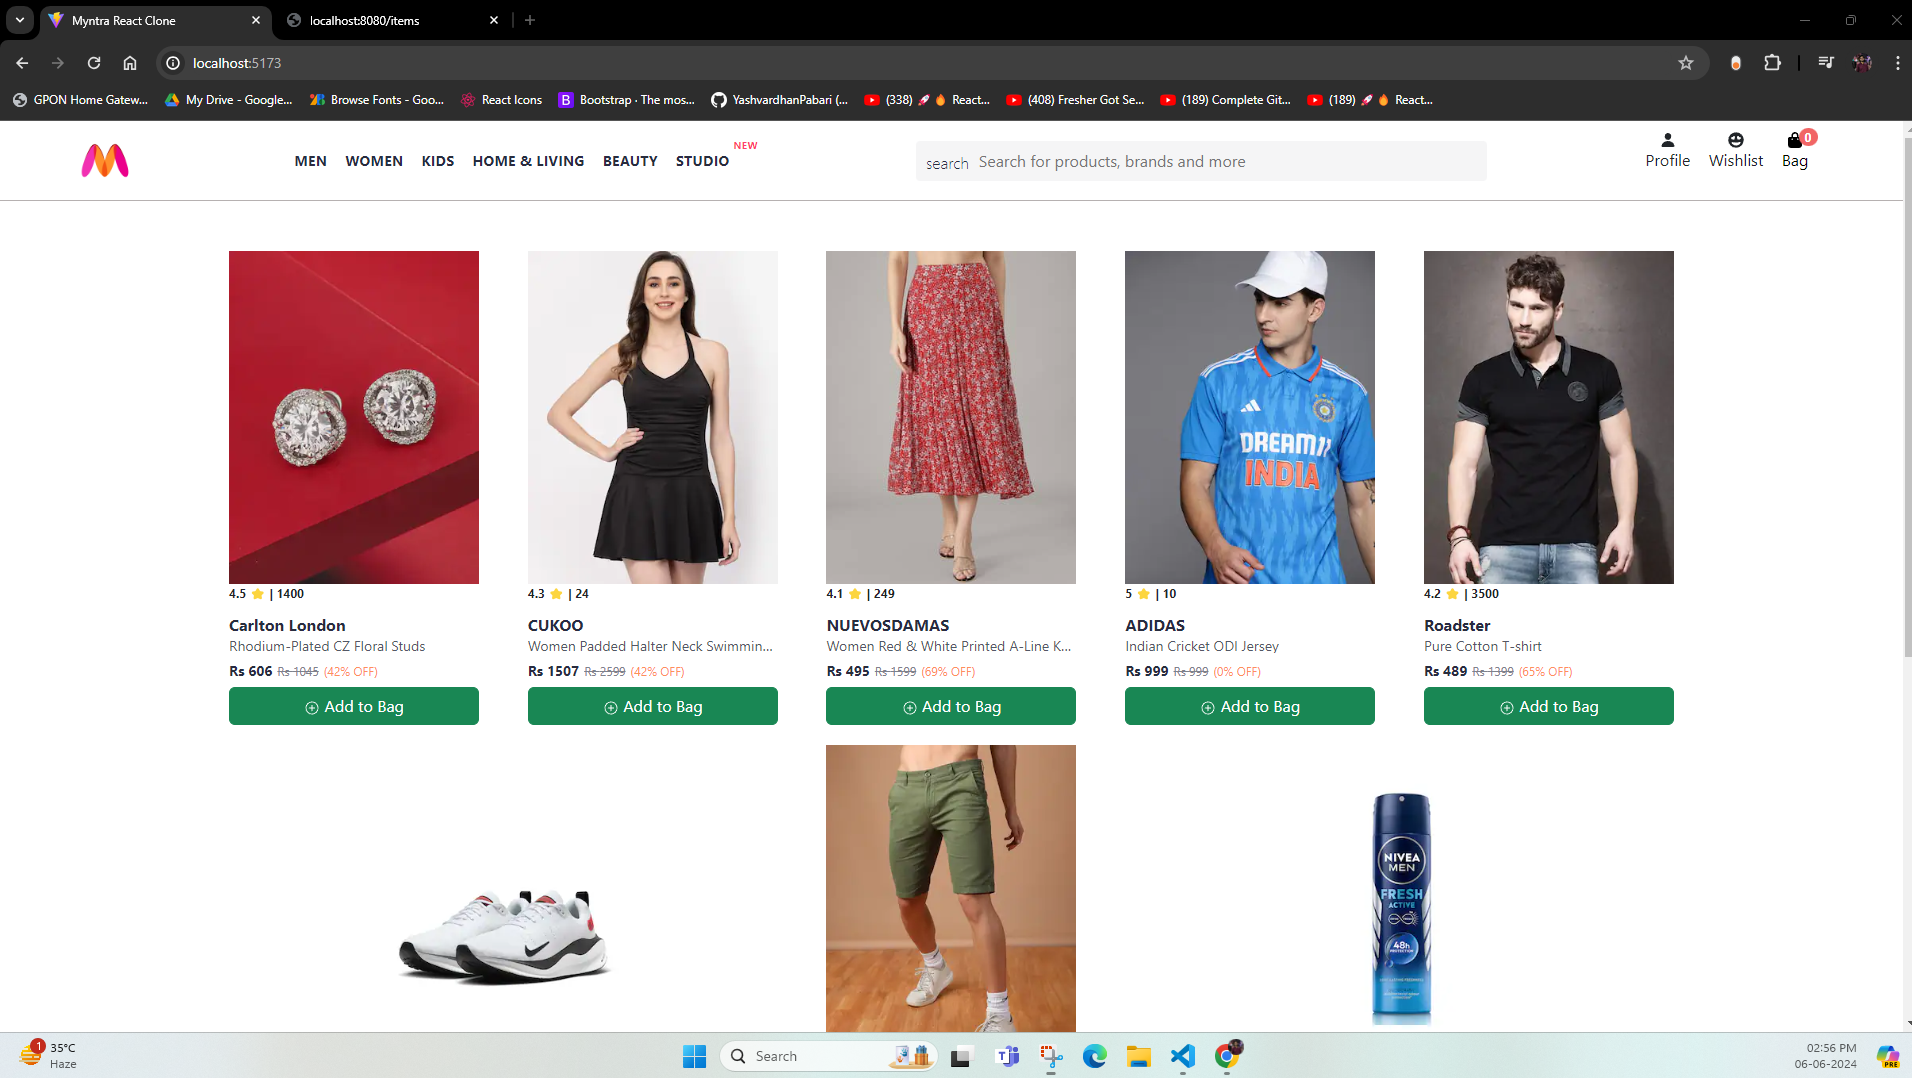 Myntra React Clone
localhost:8080/items
localhost:5173
GPON Home Gatew...
My Drive - Google...
Browse Fonts - Goo...
React Icons
Bootstrap · The mos...
YashvardhanPabari (...
(338) 🚀🔥 React...
(408) Fresher Got Se...
(189) Complete Git...
(189) 🚀🔥 React...
MEN WOMEN KIDS HOME & LIVING BEAUTY STUDIO NEW
search Search for products, brands and more
Profile Wishlist Bag 0
DREAM11
INDIA
4.5 ⭐ | 1400
Carlton London
Rhodium-Plated CZ Floral Studs
Rs 606 Rs 1045 (42% OFF)
Add to Bag
4.3 ⭐ | 24
CUKOO
Women Padded Halter Neck Swimmin...
Rs 1507 Rs 2599 (42% OFF)
Add to Bag
4.1 ⭐ | 249
NUEVOSDAMAS
Women Red & White Printed A-Line K...
Rs 495 Rs 1599 (69% OFF)
Add to Bag
5 ⭐ | 10
ADIDAS
Indian Cricket ODI Jersey
Rs 999 Rs 999 (0% OFF)
Add to Bag
4.2 ⭐ | 3500
Roadster
Pure Cotton T-shirt
Rs 489 Rs 1399 (65% OFF)
Add to Bag
NIVEA
MEN
FRESH
ACTIVE
48h
1
35°C
Haze
Search
02:56 PM
06-06-2024
PRE